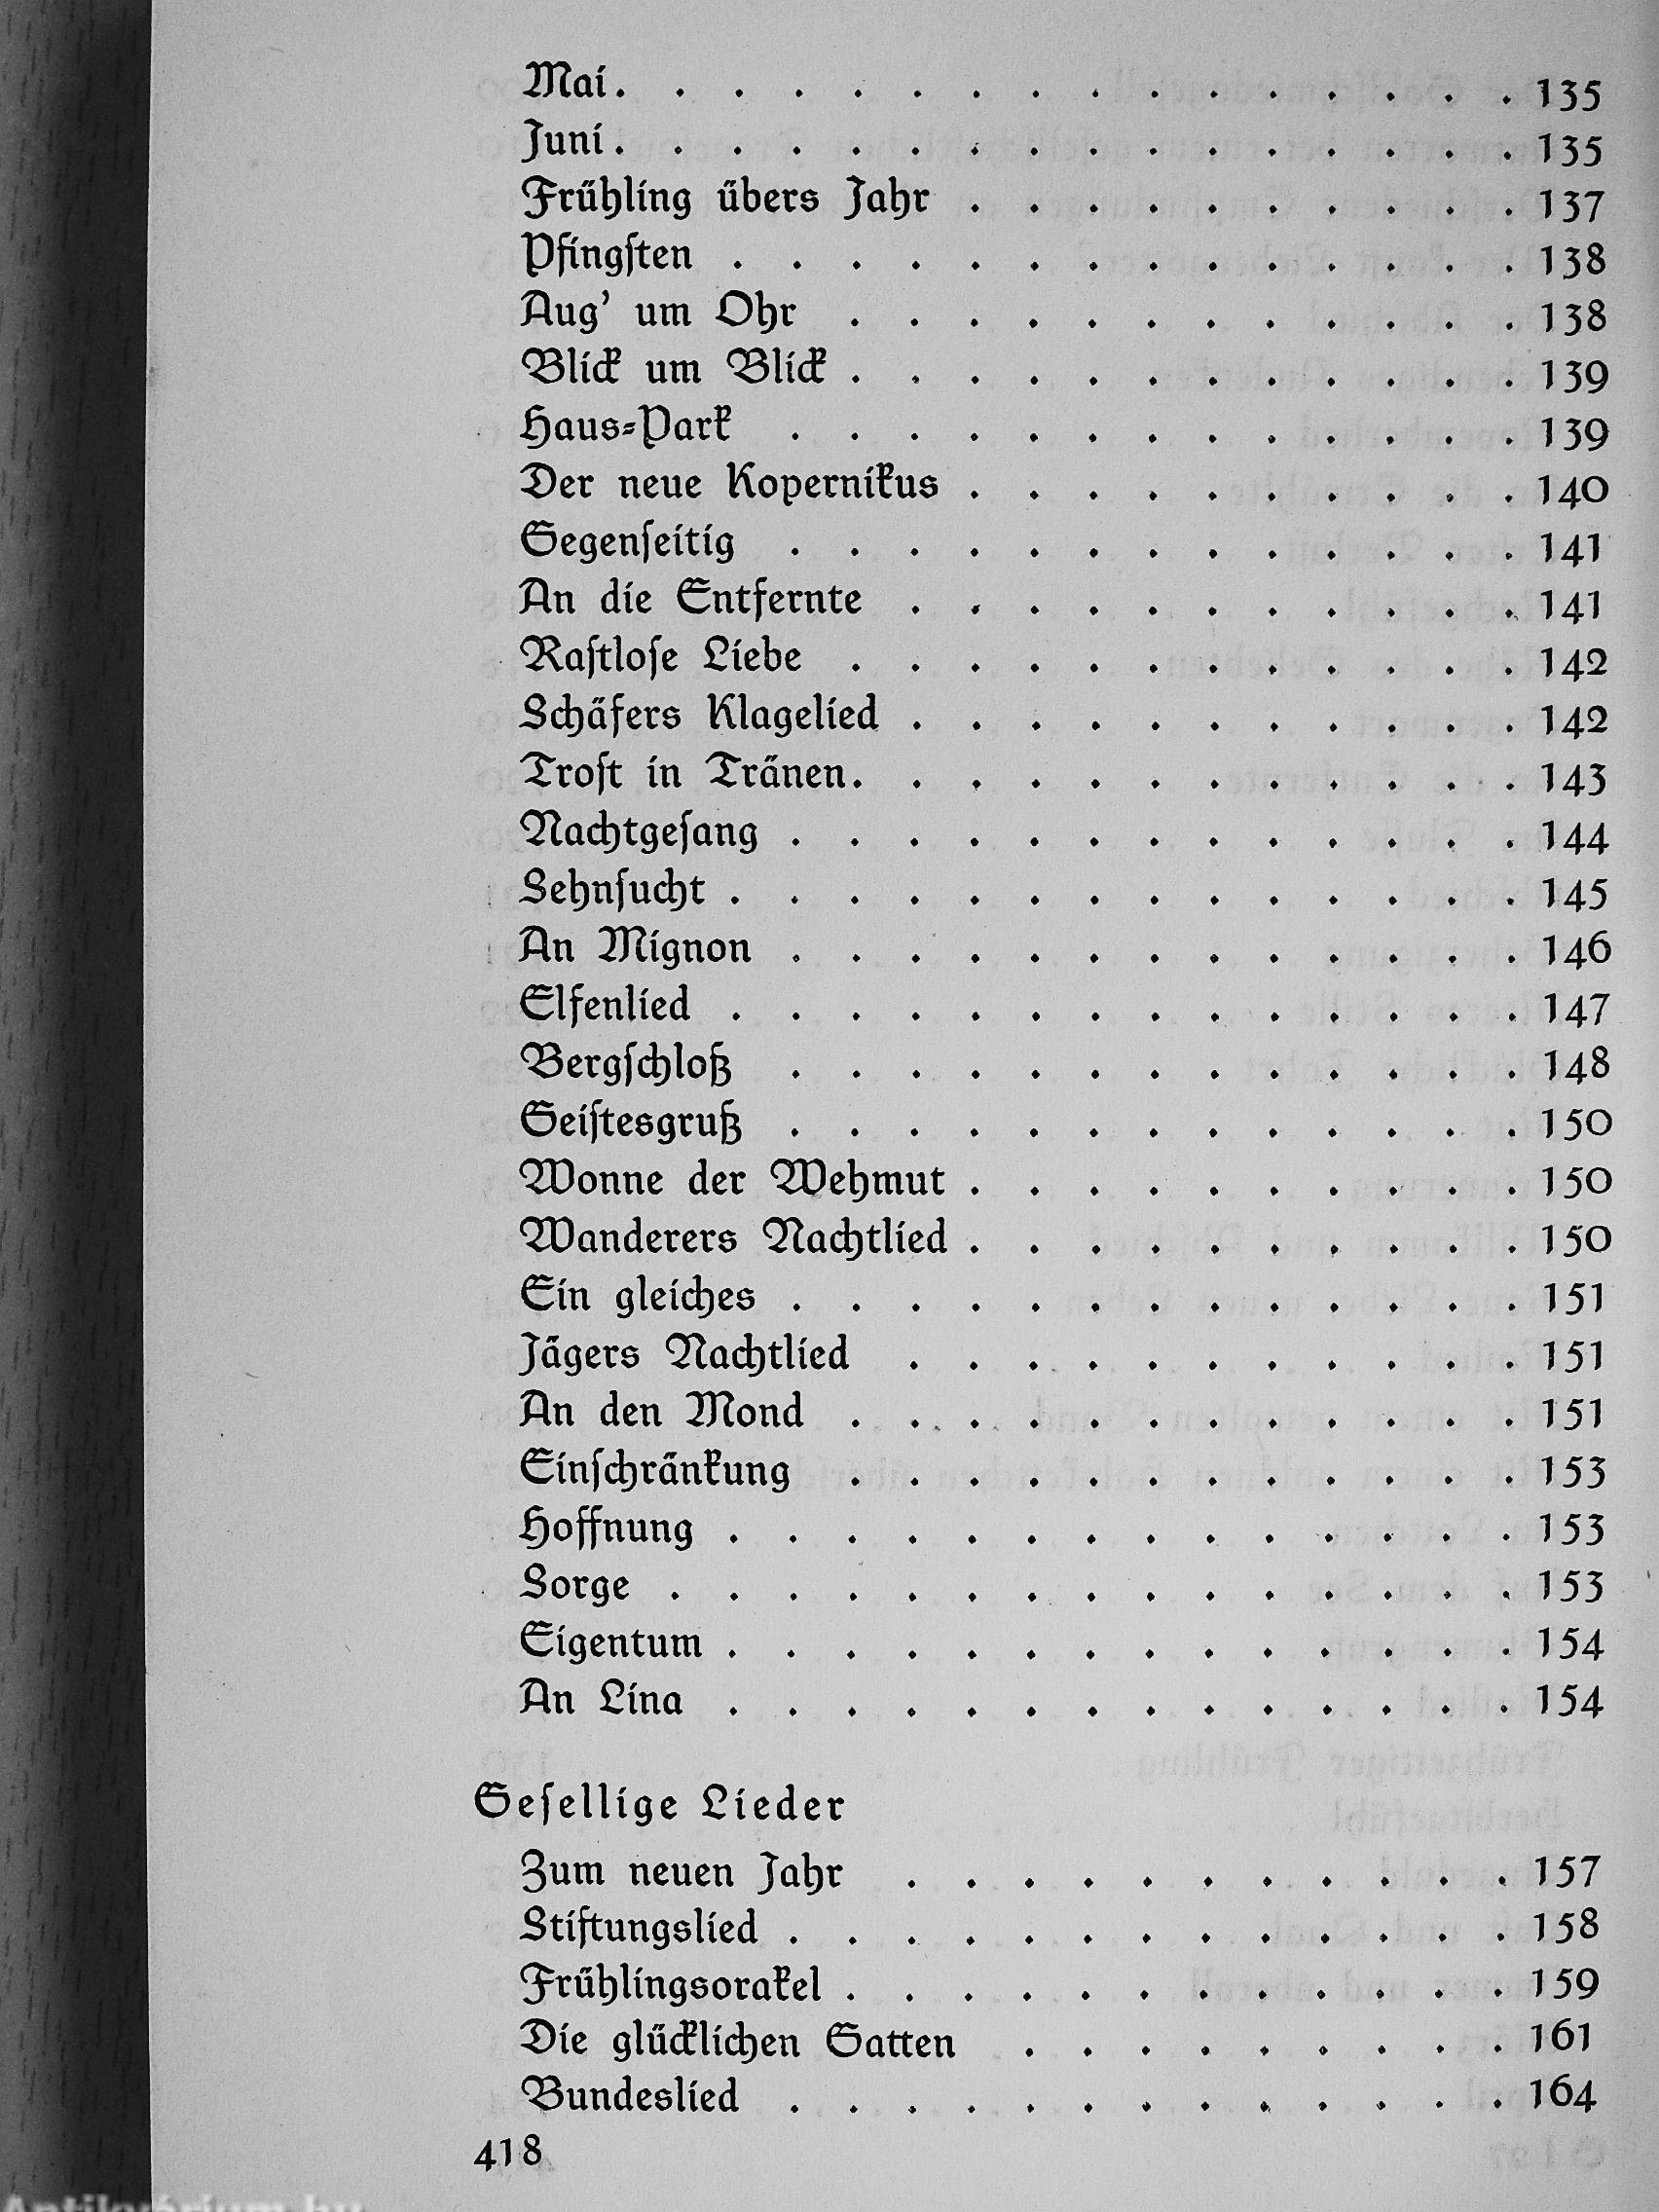 Mai . . . . . . . . . . . . . . . . 135
Juni . . . . . . . . . . . . . . . . 135
Frühling übers Jahr . . . . . . . . . . 137
Pfingsten . . . . . . . . . . . . . . 138
Aug' um Ohr . . . . . . . . . . . . 138
Blick um Blick . . . . . . . . . . . . 139
Haus-Park . . . . . . . . . . . . . 139
Der neue Kopernikus . . . . . . . . . . 140
Gegenseitig . . . . . . . . . . . . . 141
An die Entfernte . . . . . . . . . . . 141
Rastlose Liebe . . . . . . . . . . . . 142
Schäfers Klagelied . . . . . . . . . . . 142
Trost in Tränen . . . . . . . . . . . . 143
Nachtgesang . . . . . . . . . . . . . 144
Sehnsucht . . . . . . . . . . . . . . 145
An Mignon . . . . . . . . . . . . . 146
Elfenlied . . . . . . . . . . . . . . 147
Bergschloß . . . . . . . . . . . . . 148
Geistesgruß . . . . . . . . . . . . . 150
Wonne der Wehmut . . . . . . . . . . 150
Wanderers Nachtlied . . . . . . . . . . 150
Ein gleiches . . . . . . . . . . . . . 151
Jägers Nachtlied . . . . . . . . . . . 151
An den Mond . . . . . . . . . . . . 151
Einschränkung . . . . . . . . . . . . 153
Hoffnung . . . . . . . . . . . . . . 153
Sorge . . . . . . . . . . . . . . . 153
Eigentum . . . . . . . . . . . . . . 154
An Lina . . . . . . . . . . . . . . 154
Gesellige Lieder
Zum neuen Jahr . . . . . . . . . . . 157
Stiftungslied . . . . . . . . . . . . . 158
Frühlingsorakel . . . . . . . . . . . . 159
Die glücklichen Gatten . . . . . . . . . 161
Bundeslied . . . . . . . . . . . . . 164
418
Antikvárium.hu